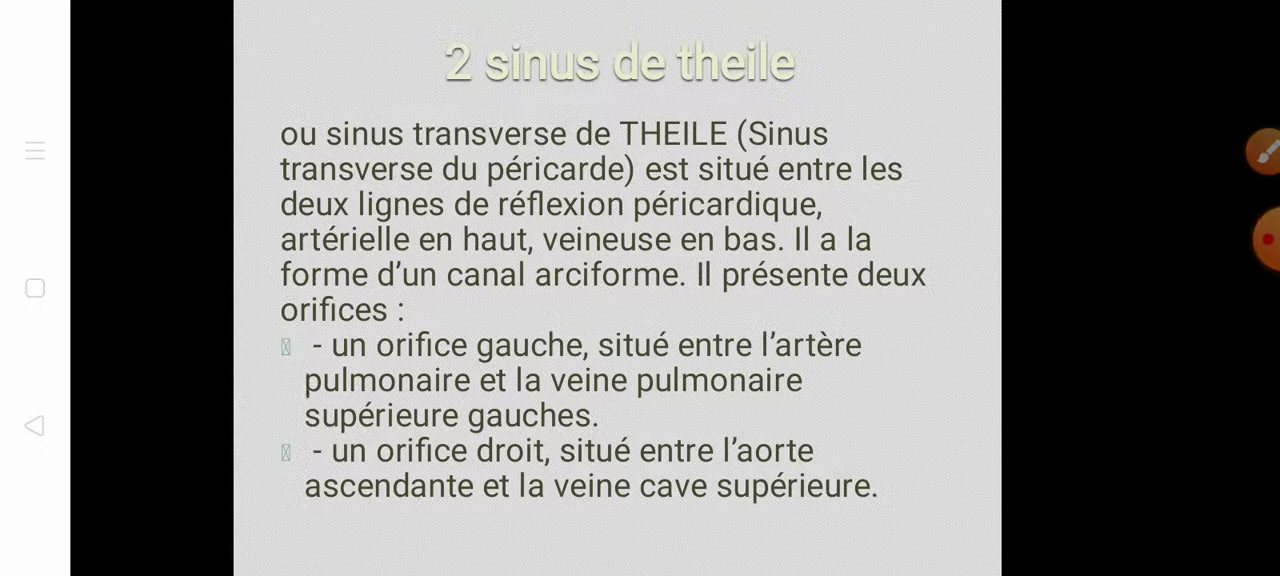 2 sinus de theile
ou sinus transverse de THEILE (Sinus
transverse du péricarde) est situé entre les
deux lignes de réflexion péricardique,
artérielle en haut, veineuse en bas. Il a la
forme d’un canal arciforme. Il présente deux
orifices :
- un orifice gauche, situé entre l’artère
pulmonaire et la veine pulmonaire
supérieure gauches.
- un orifice droit, situé entre l’aorte
ascendante et la veine cave supérieure.